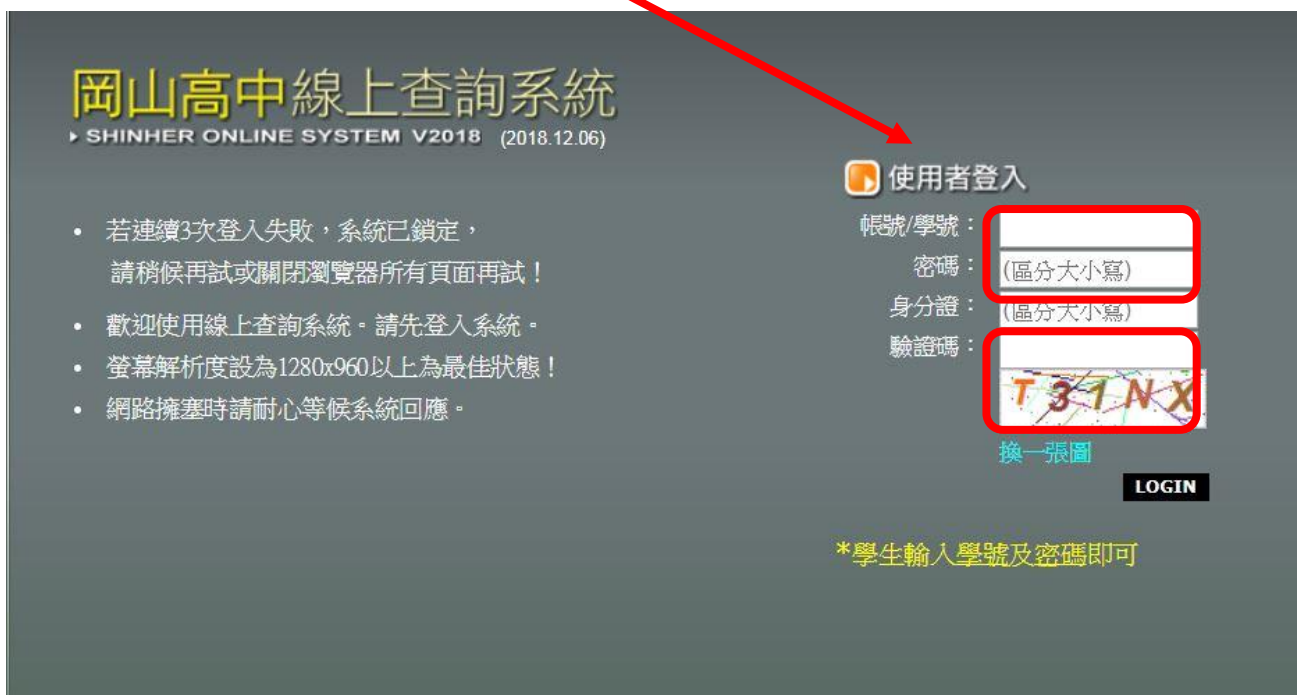 岡山高中線上查詢系統
SHINHER ONLINE SYSTEM V2018 (2018.12.06)
• 若連續3次登入失敗，系統已鎖定，
請稍候再試或關閉瀏覽器所有頁面再試！
• 歡迎使用線上查詢系統。請先登入系統。
• 螢幕解析度設為1280x960以上為最佳狀態！
• 網路擁塞時請耐心等候系統回應。
使用者登入
帳號/學號：
密碼： (區分大小寫)
身分證： (區分大小寫)
驗證碼：
T31NX
換一張圖
LOGIN
*學生輸入學號及密碼即可